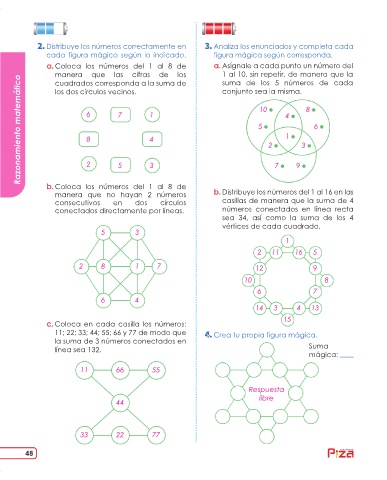 2. Distribuye los números correctamente en
cada figura mágica según lo indicado.
a. Coloca los números del 1 al 8 de
manera que las cifras de los
cuadrados corresponda a la suma de
los dos círculos vecinos.
6 7 1
8 4
2 5 3
b. Coloca los números del 1 al 8 de
manera que no hayan 2 números
consecutivos en dos círculos
conectados directamente por líneas.
5 3
2 8 1 7
6 4
c. Coloca en cada casilla los números:
11; 22; 33; 44; 55; 66 y 77 de modo que
la suma de 3 números conectados en
línea sea 132.
11 66 55
44
33 22 77
3. Analiza los enunciados y completa cada
figura mágica según corresponda.
a. Asígnale a cada punto un número del
1 al 10, sin repetir, de manera que la
suma de los 5 números de cada
conjunto sea la misma.
10 8
4
5 6
1
2 3
7 9
b. Distribuye los números del 1 al 16 en las
casillas de manera que la suma de 4
números conectados en línea recta
sea 34, así como la suma de los 4
vértices de cada cuadrado.
1
2 11 16 5
12 9
10 8
6 7
14 3 4 13
15
4. Crea tu propia figura mágica.
Suma
mágica: ____
Respuesta
libre
Razonamiento matemático
48
Piza